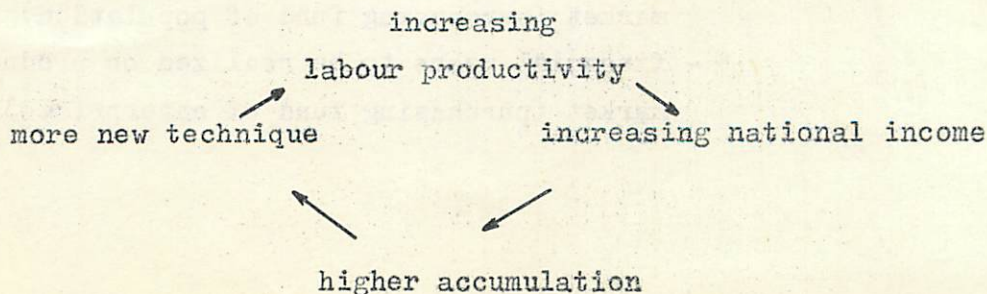 increasing
labour productivity
more new technique
increasing national income
higher accumulation